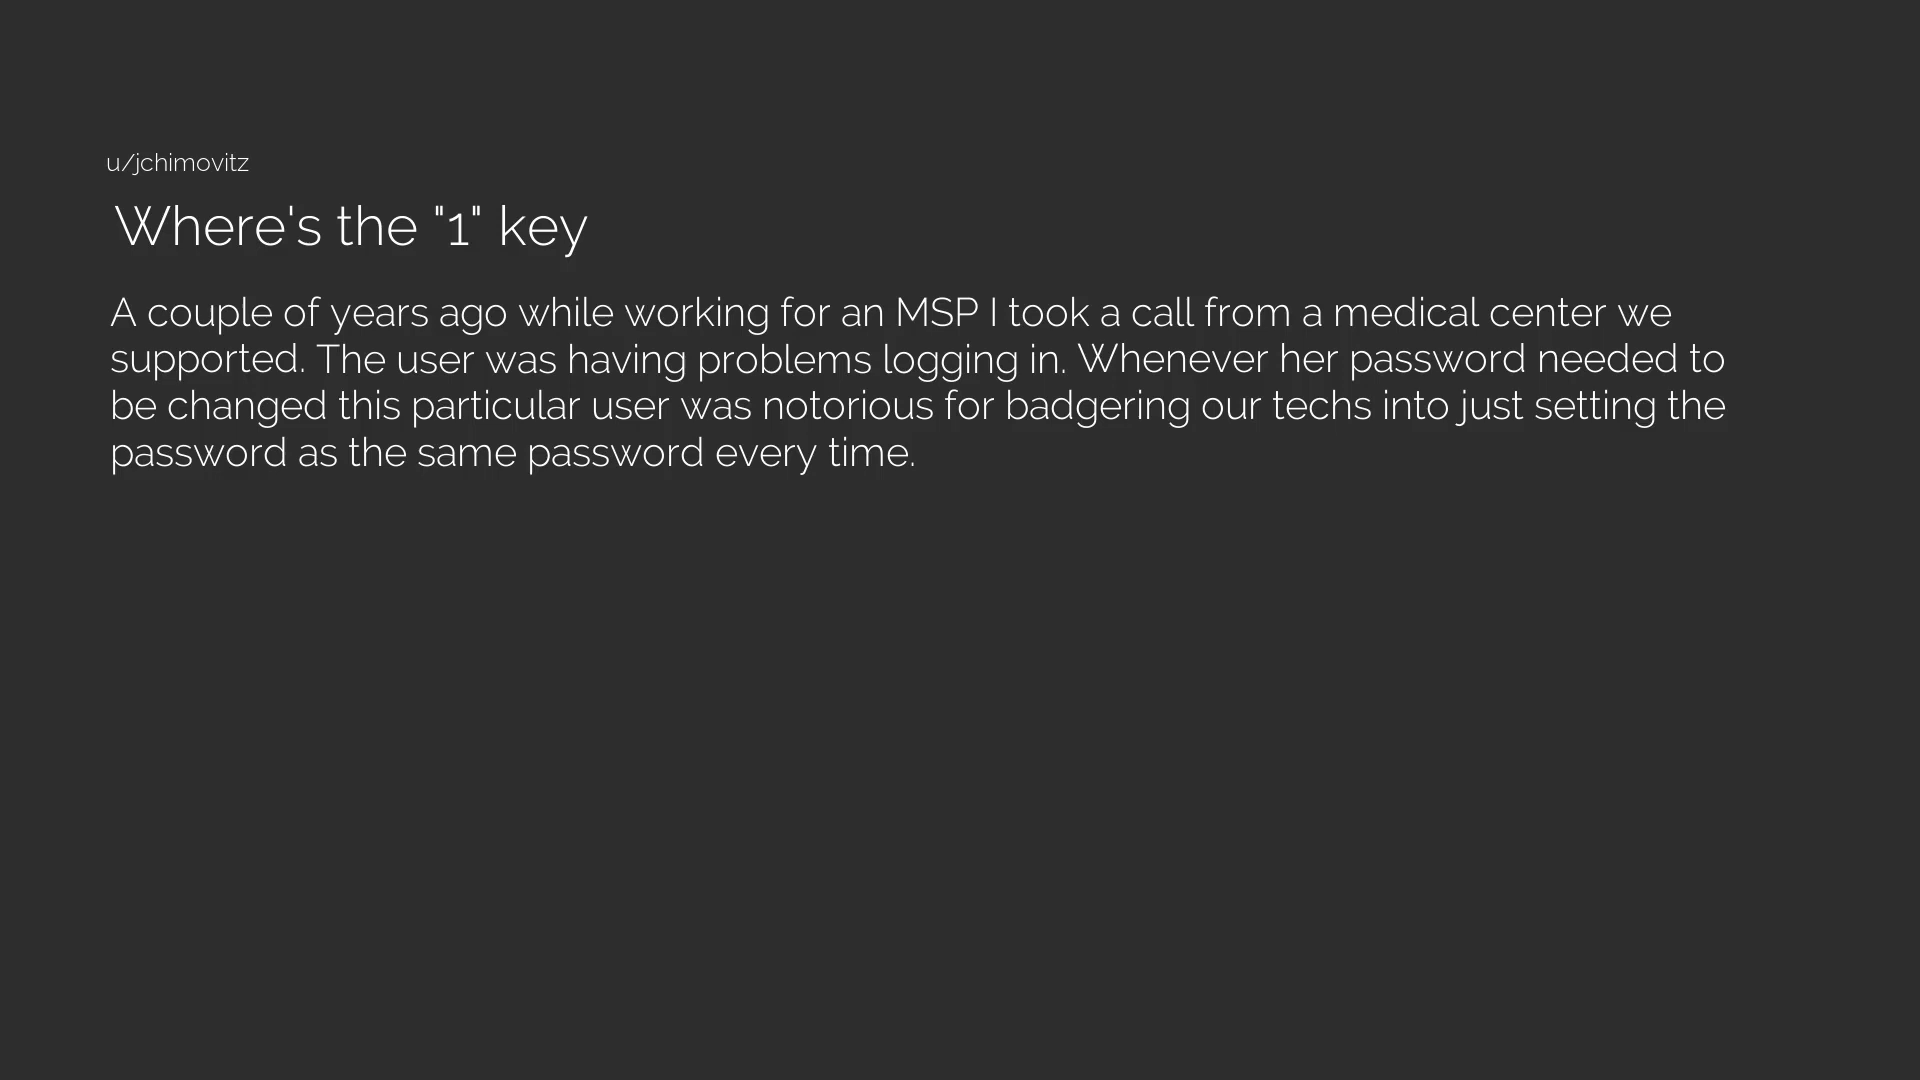 u/jchimovitz
Where's the "1" key
A couple of years ago while working for an MSP I took a call from a medical center we
supported. The user was having problems logging in. Whenever her password needed to
be changed this particular user was notorious for badgering our techs into just setting the
password as the same password every time.